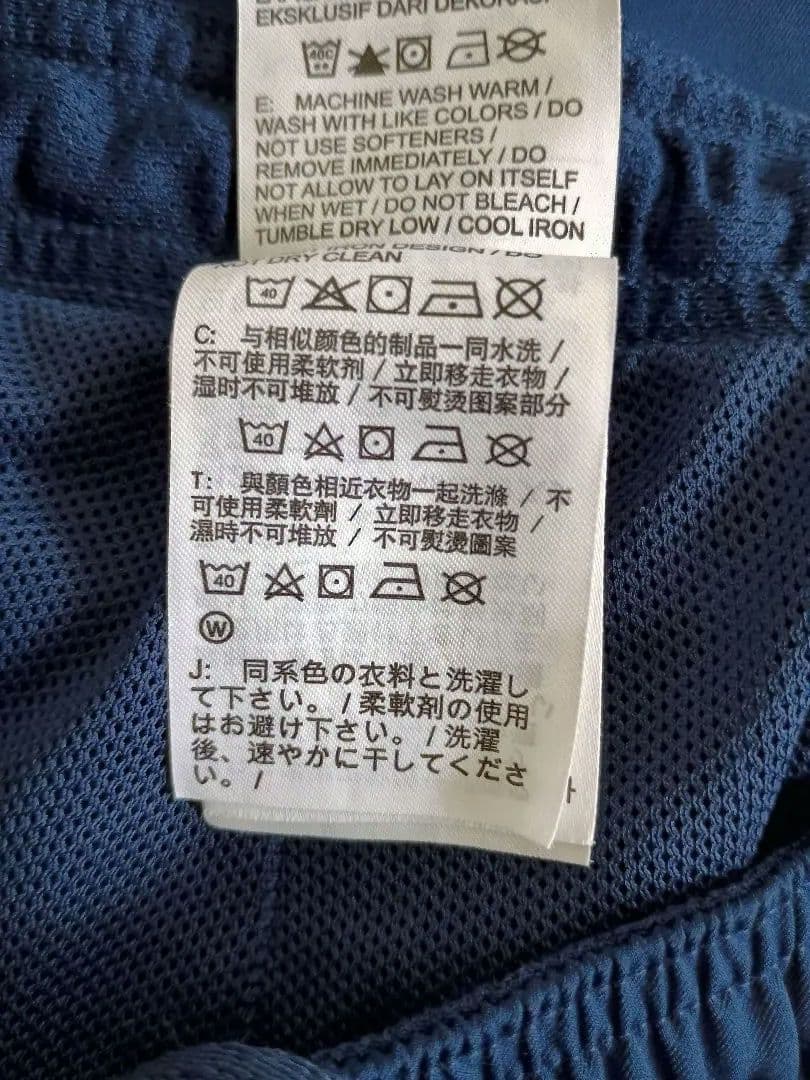 EKSKLUSIF DARI DEKORASI
40C
E: MACHINE WASH WARM /
WASH WITH LIKE COLORS / DO
NOT USE SOFTENERS /
REMOVE IMMEDIATELY / DO
NOT ALLOW TO LAY ON ITSELF
WHEN WET / DO NOT BLEACH /
TUMBLE DRY LOW / COOL IRON
IRON DESIGN / DO
NOT DRY CLEAN
40
C: 与相似颜色的制品一同水洗 /
不可使用柔软剂 / 立即移走衣物 /
湿时不可堆放 / 不可熨烫图案部分
40
T: 與顏色相近衣物一起洗滌 / 不
可使用柔軟劑 / 立即移走衣物 /
濕時不可堆放 / 不可熨燙圖案
40
W
J: 同系色の衣料と洗濯し
て下さい。 / 柔軟剤の使用
はお避け下さい。 / 洗濯
後、速やかに干してくださ
い。 /